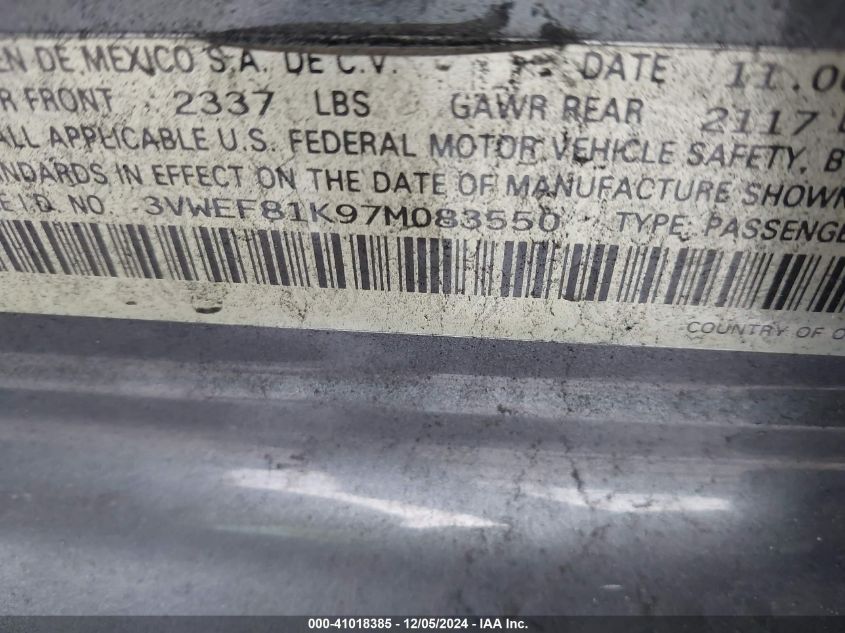 EN DE MEXICO S.A. DE C.V. DATE 11.06
R FRONT 2337 LBS GAWR REAR 2117
ALL APPLICABLE U.S. FEDERAL MOTOR VEHICLE SAFETY, B
NDARDS IN EFFECT ON THE DATE OF MANUFACTURE SHOWN
E I.D. NO. 3VWEF81K97M083550 TYPE: PASSENGE
COUNTRY OF O
000-41018385 - 12/05/2024 - IAA Inc.